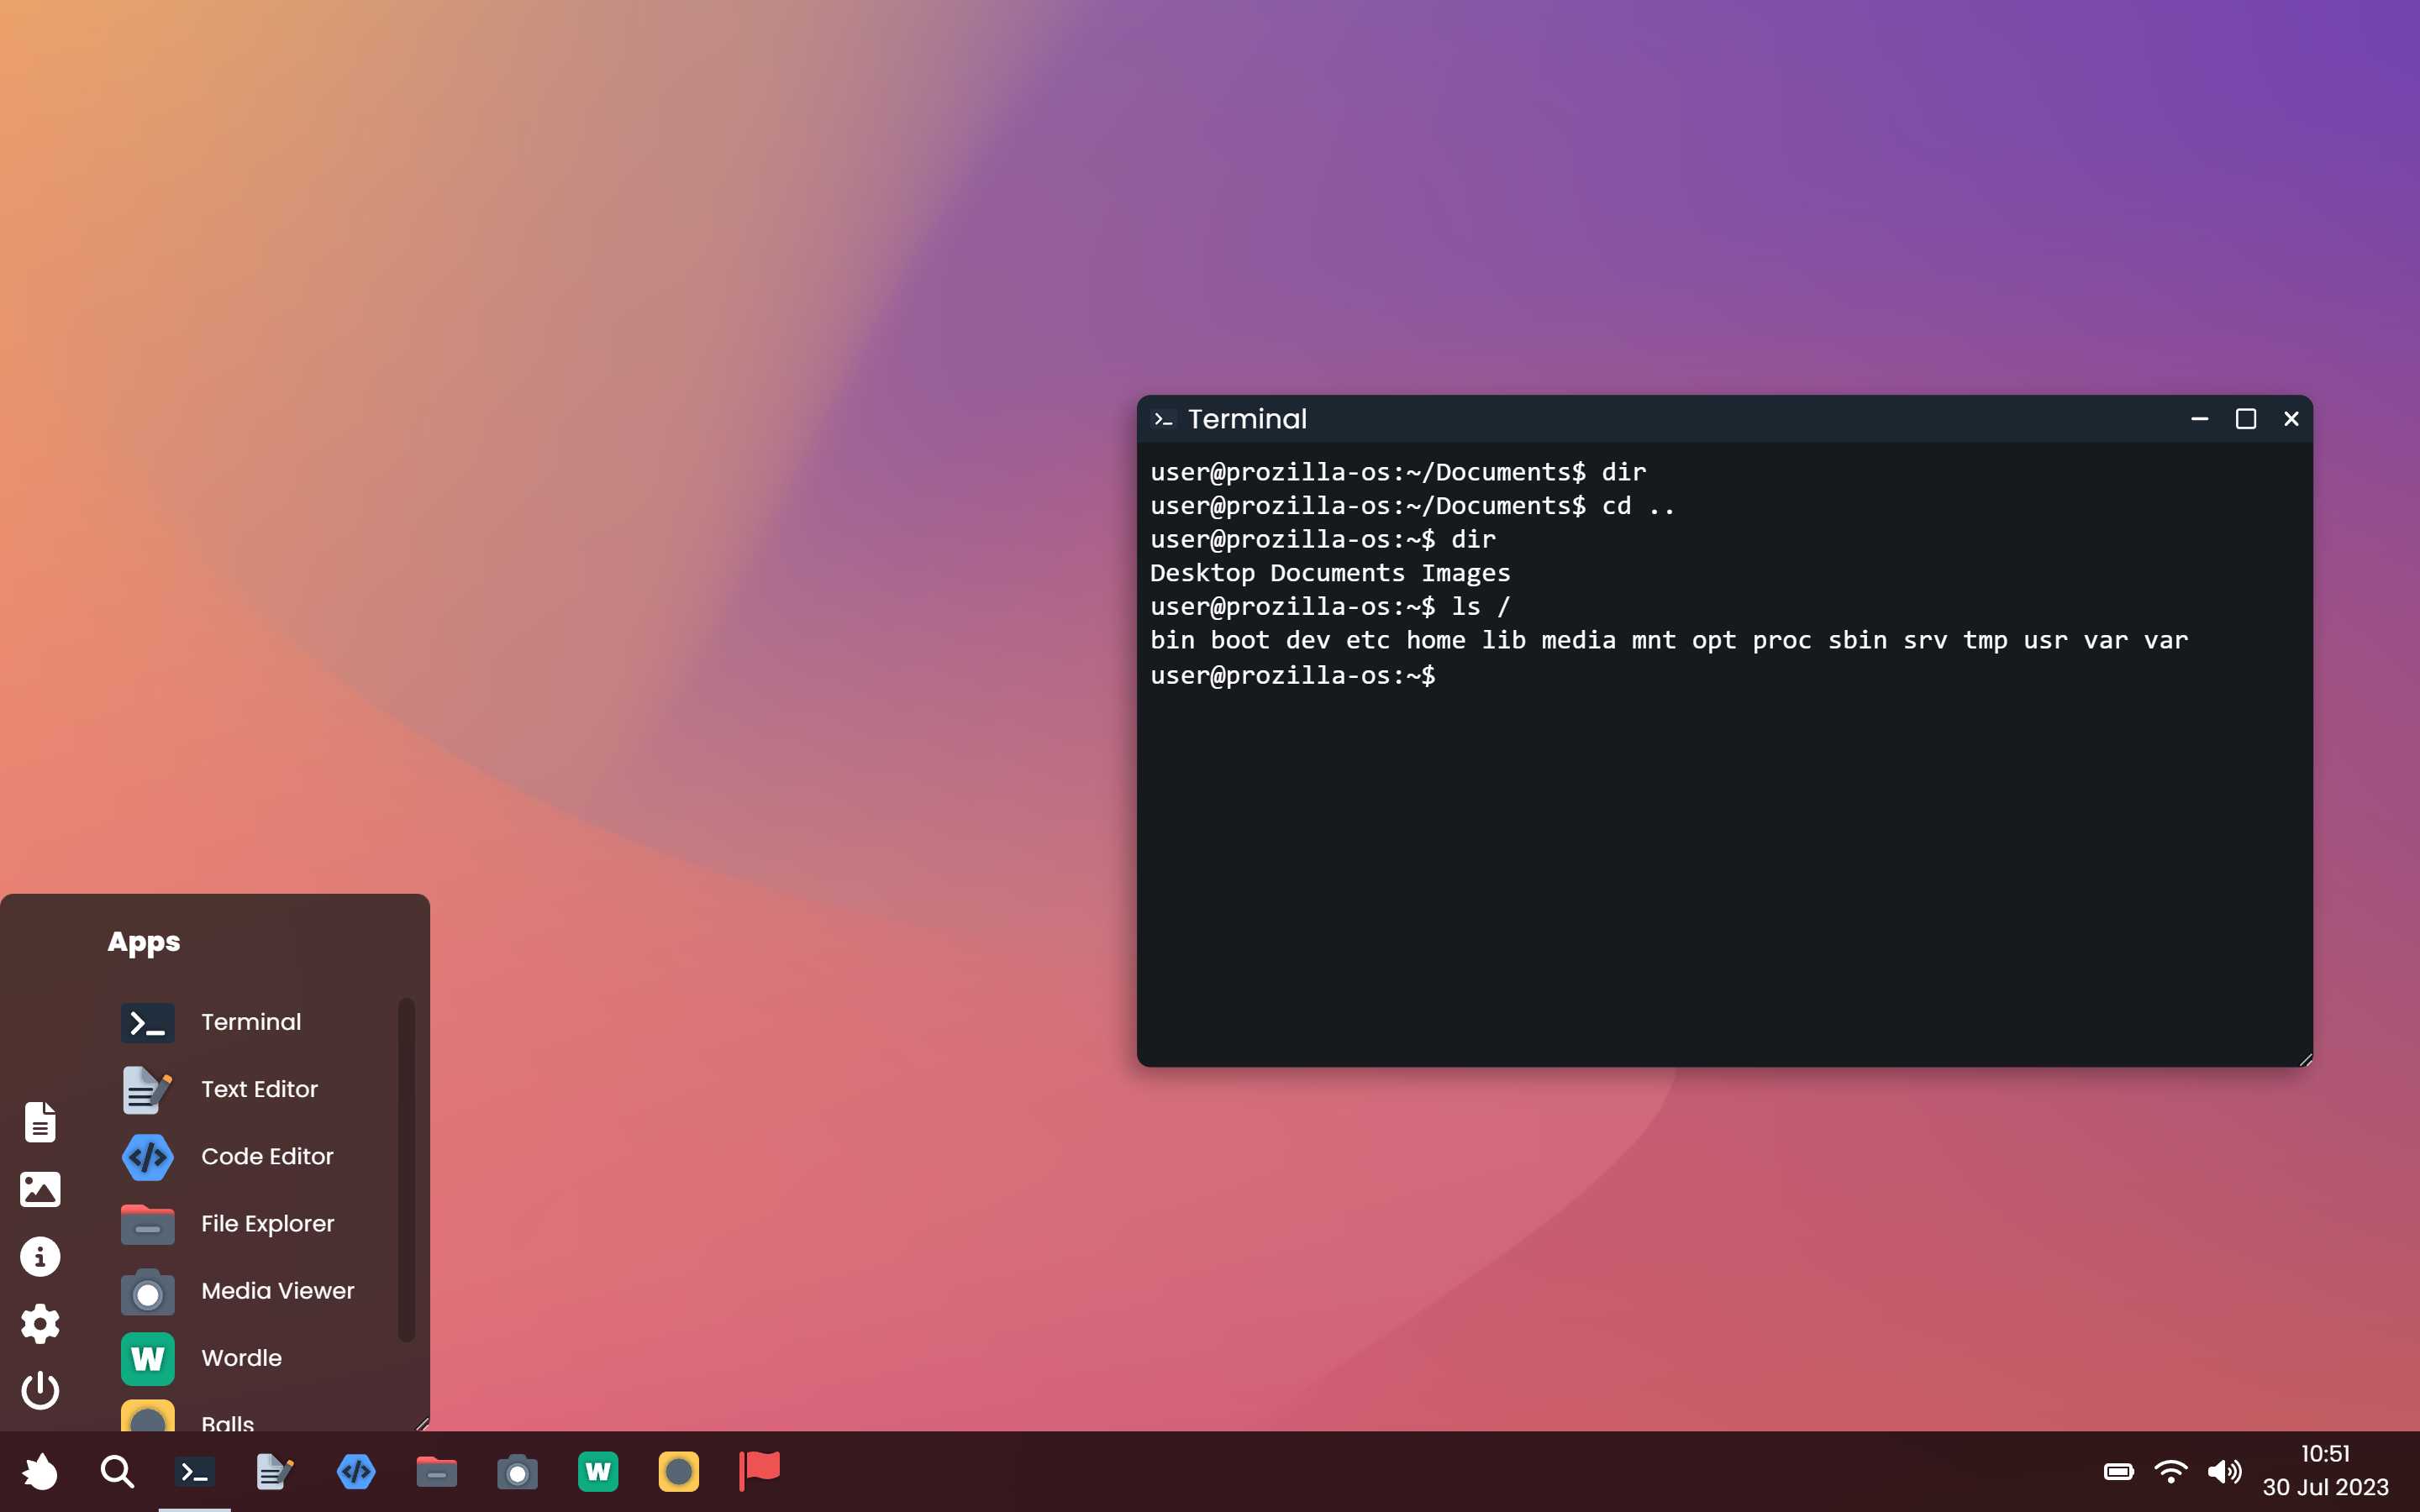 Terminal
user@prozilla-os:~/Documents$ dir
user@prozilla-os:~/Documents$ cd ..
user@prozilla-os:~$ dir
Desktop Documents Images
user@prozilla-os:~$ ls /
bin boot dev etc home lib media mnt opt proc sbin srv tmp usr var var
user@prozilla-os:~$
Apps
Terminal
Text Editor
Code Editor
File Explorer
Media Viewer
W Wordle
Balls
W
10:51
30 Jul 2023